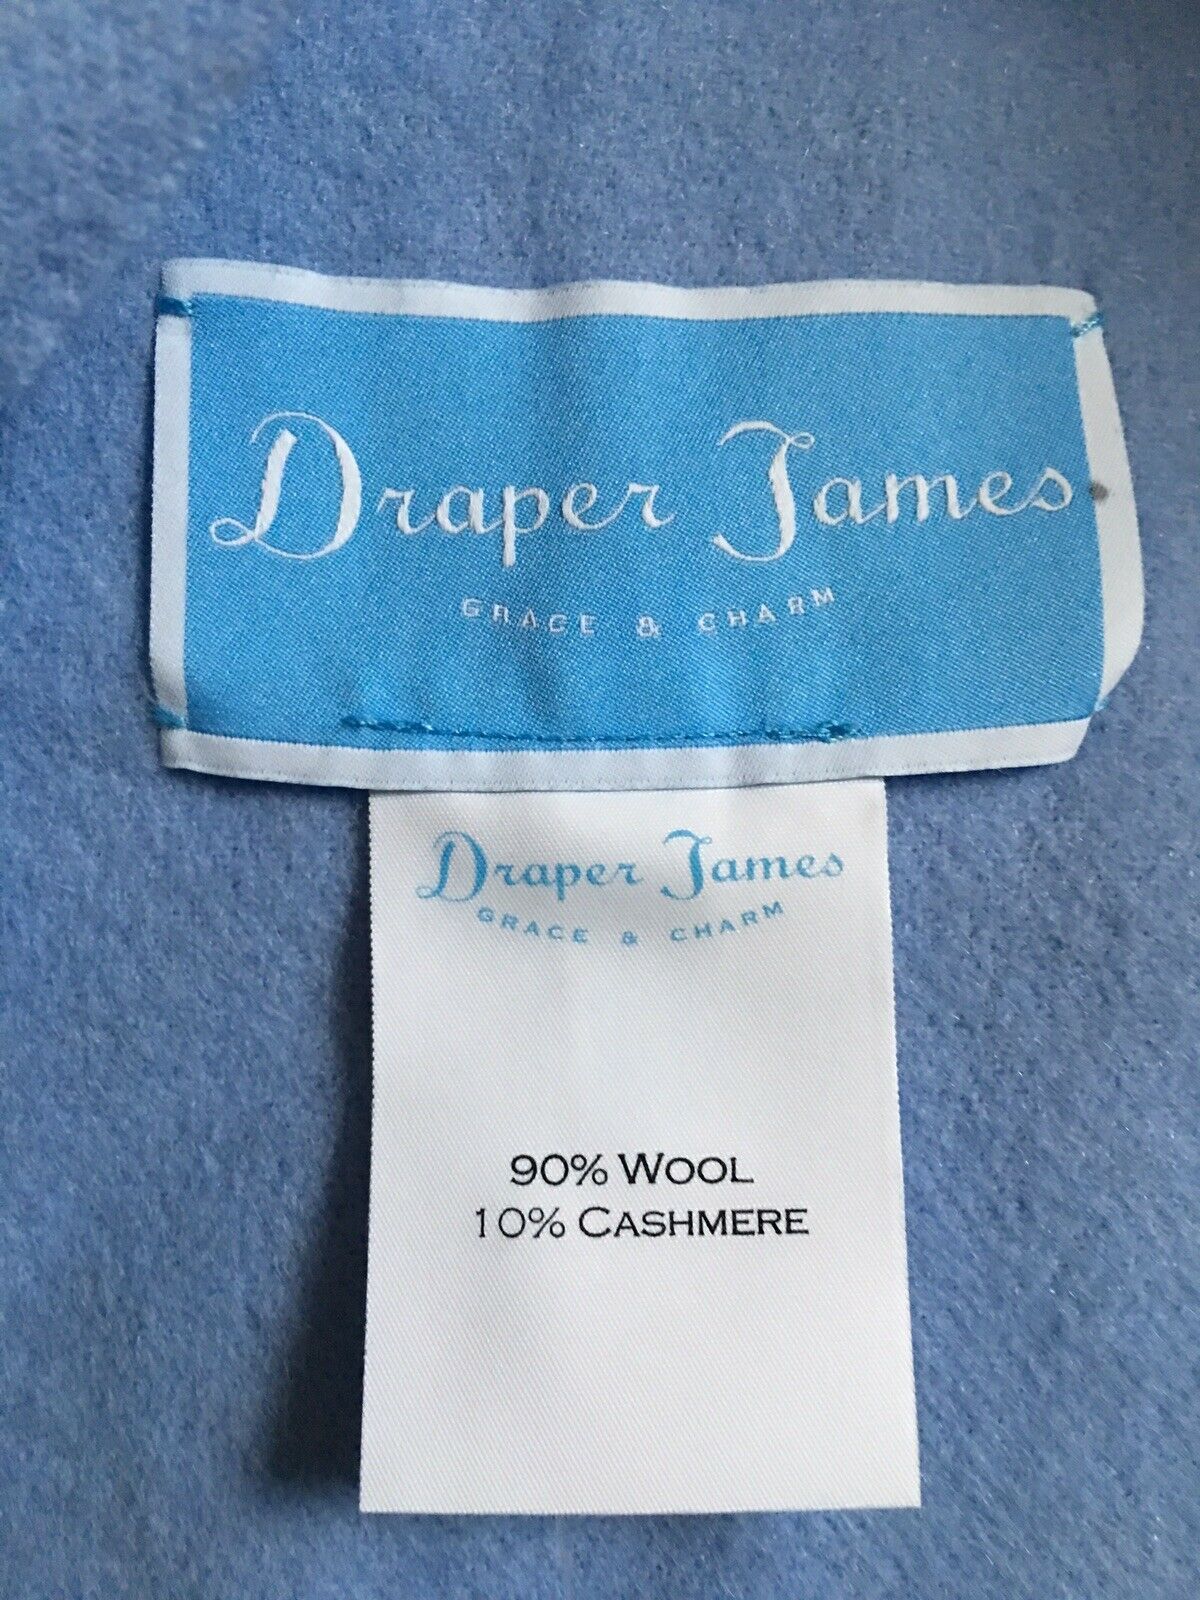 Draper James
GRACE & CHARM
Draper James
GRACE & CHARM
90% WOOL
10% CASHMERE